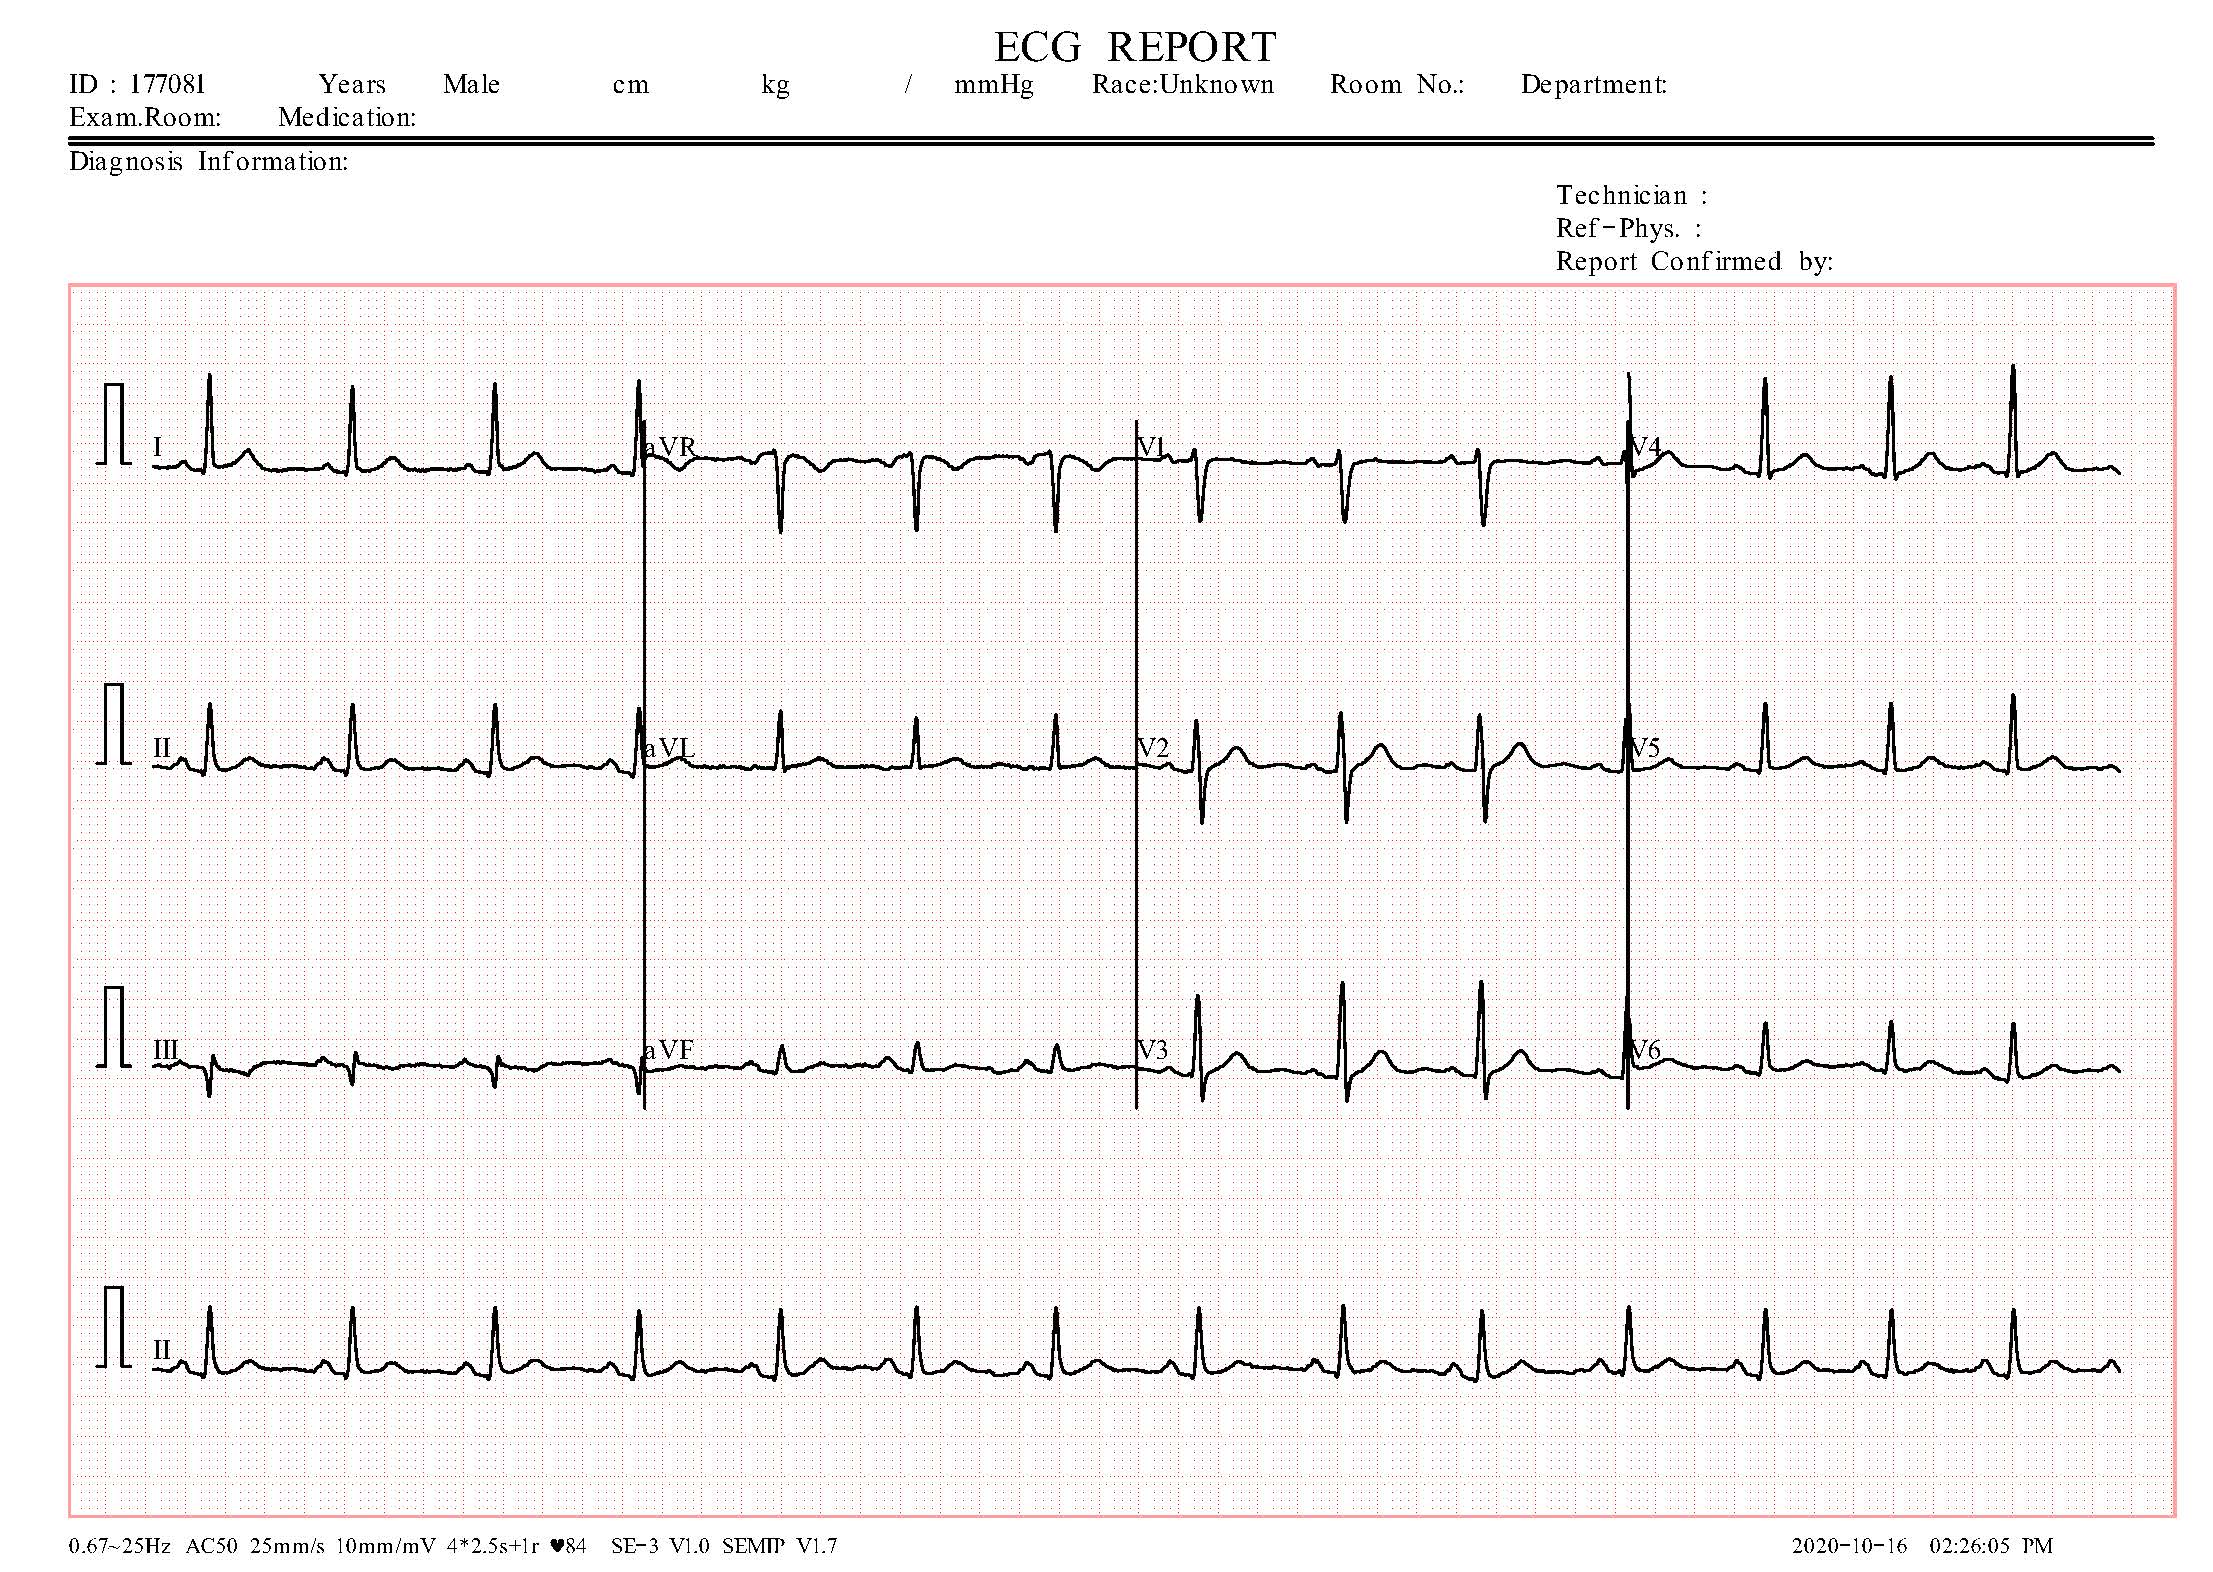 ECG REPORT
ID : 177081 Years Male cm kg / mmHg Race:Unknown Room No.: Department:
Exam.Room: Medication:
Diagnosis Information:
Technician :
Ref-Phys. :
Report Confirmed by:
I aVR V1 V4
II aVL V2 V5
III aVF V3 V6
II
0.67~25Hz AC50 25mm/s 10mm/mV 4*2.5s+1r ♥84 SE-3 V1.0 SEMIP V1.7 2020-10-16 02:26:05 PM